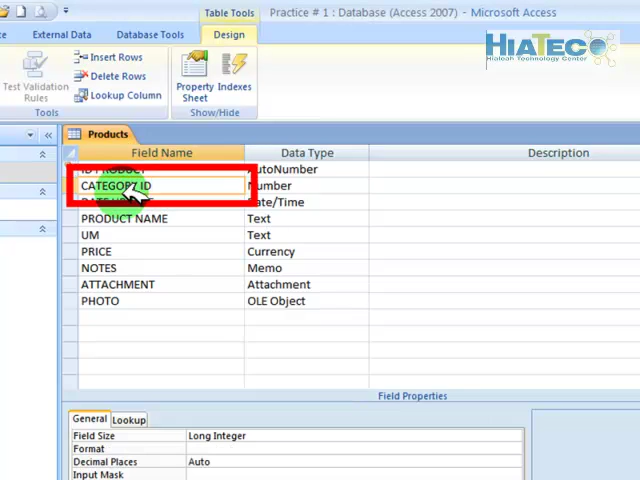 Table Tools
Practice # 1 : Database (Access 2007) - Microsoft Access
External Data
Database Tools
Design
HiATECO
Hialeah Technology Center
Test Validation
Rules
Insert Rows
Delete Rows
Lookup Column
Property
Sheet
Indexes
Tools
Show/Hide
Products
Field Name
Data Type
Description
ID PRODUCT
AutoNumber
CATEGORY ID
Number
Date/Time
PRODUCT NAME
Text
UM
Text
PRICE
Currency
NOTES
Memo
ATTACHMENT
Attachment
PHOTO
OLE Object
Field Properties
General
Lookup
Field Size
Long Integer
Format
Decimal Places
Auto
Input Mask